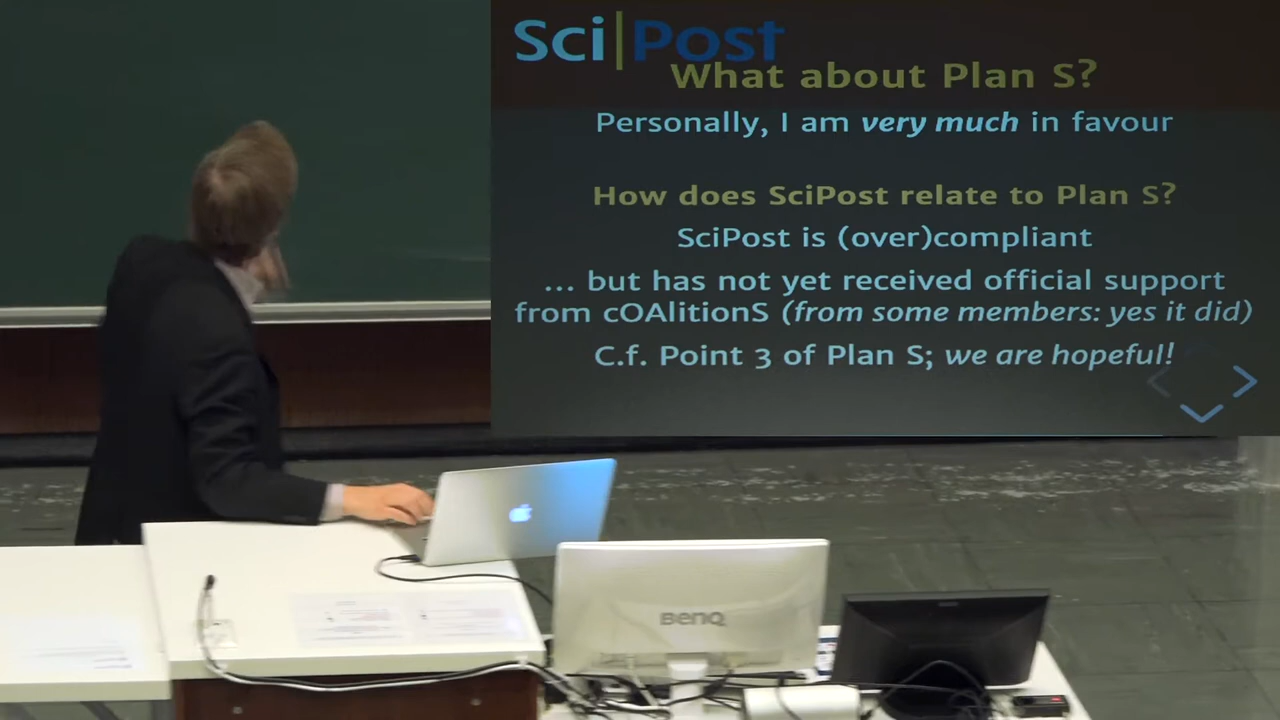 Sci|Post
What about Plan S?
Personally, I am very much in favour
How does SciPost relate to Plan S?
SciPost is (over)compliant
... but has not yet received official support
from cOAlitionS (from some members: yes it did)
C.f. Point 3 of Plan S; we are hopeful!
BenQ